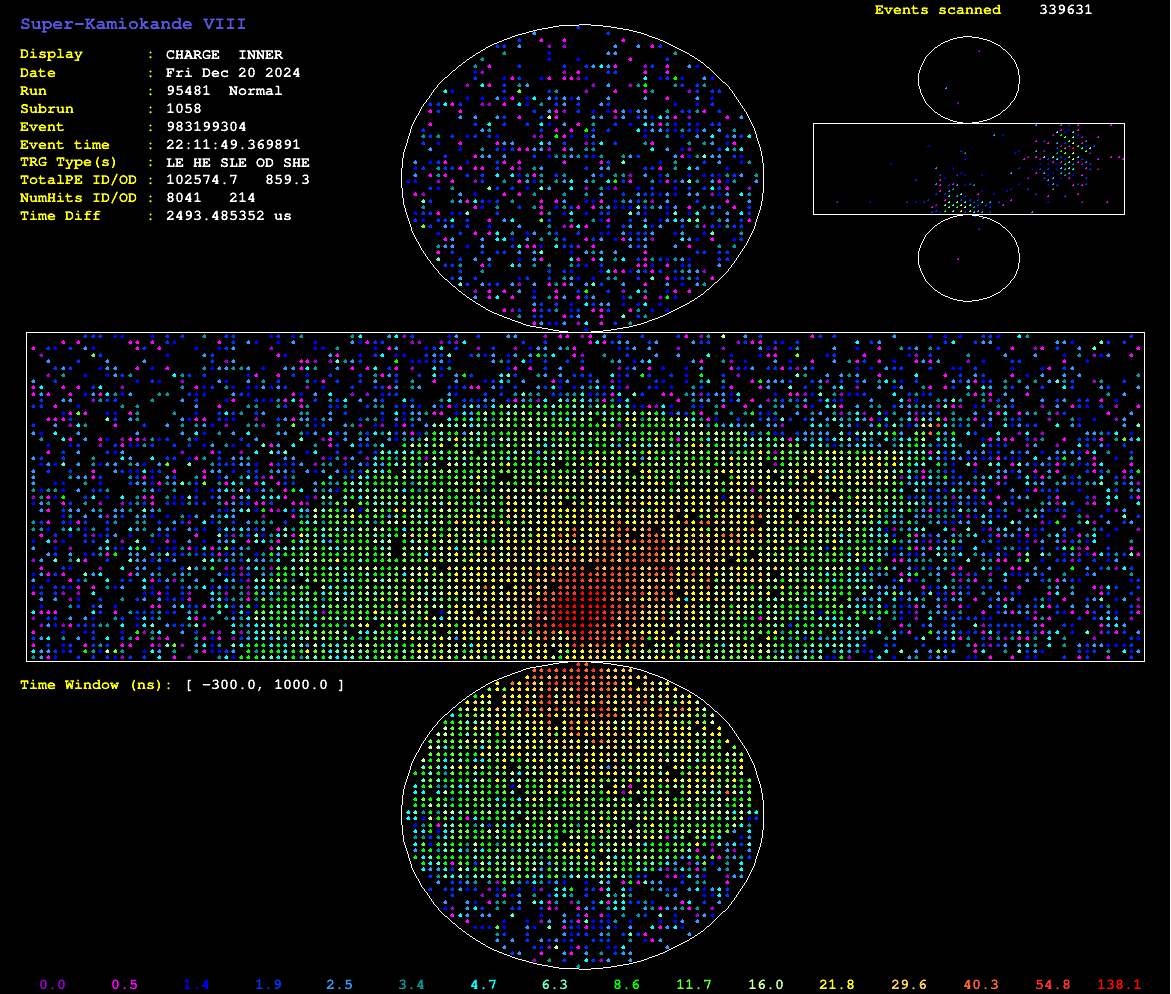 Super-Kamiokande VIII
Events scanned 339631
Display : CHARGE INNER
Date : Fri Dec 20 2024
Run : 95481 Normal
Subrun : 1058
Event : 983199304
Event time : 22:11:49.369891
TRG Type(s) : LE HE SLE OD SHE
TotalPE ID/OD : 102574.7 859.3
NumHits ID/OD : 8041 214
Time Diff : 2493.485352 us
Time Window (ns): [ −300.0, 1000.0 ]
0.0 0.5 1.4 1.9 2.5 3.4 4.7 6.3 8.6 11.7 16.0 21.8 29.6 40.3 54.8 138.1